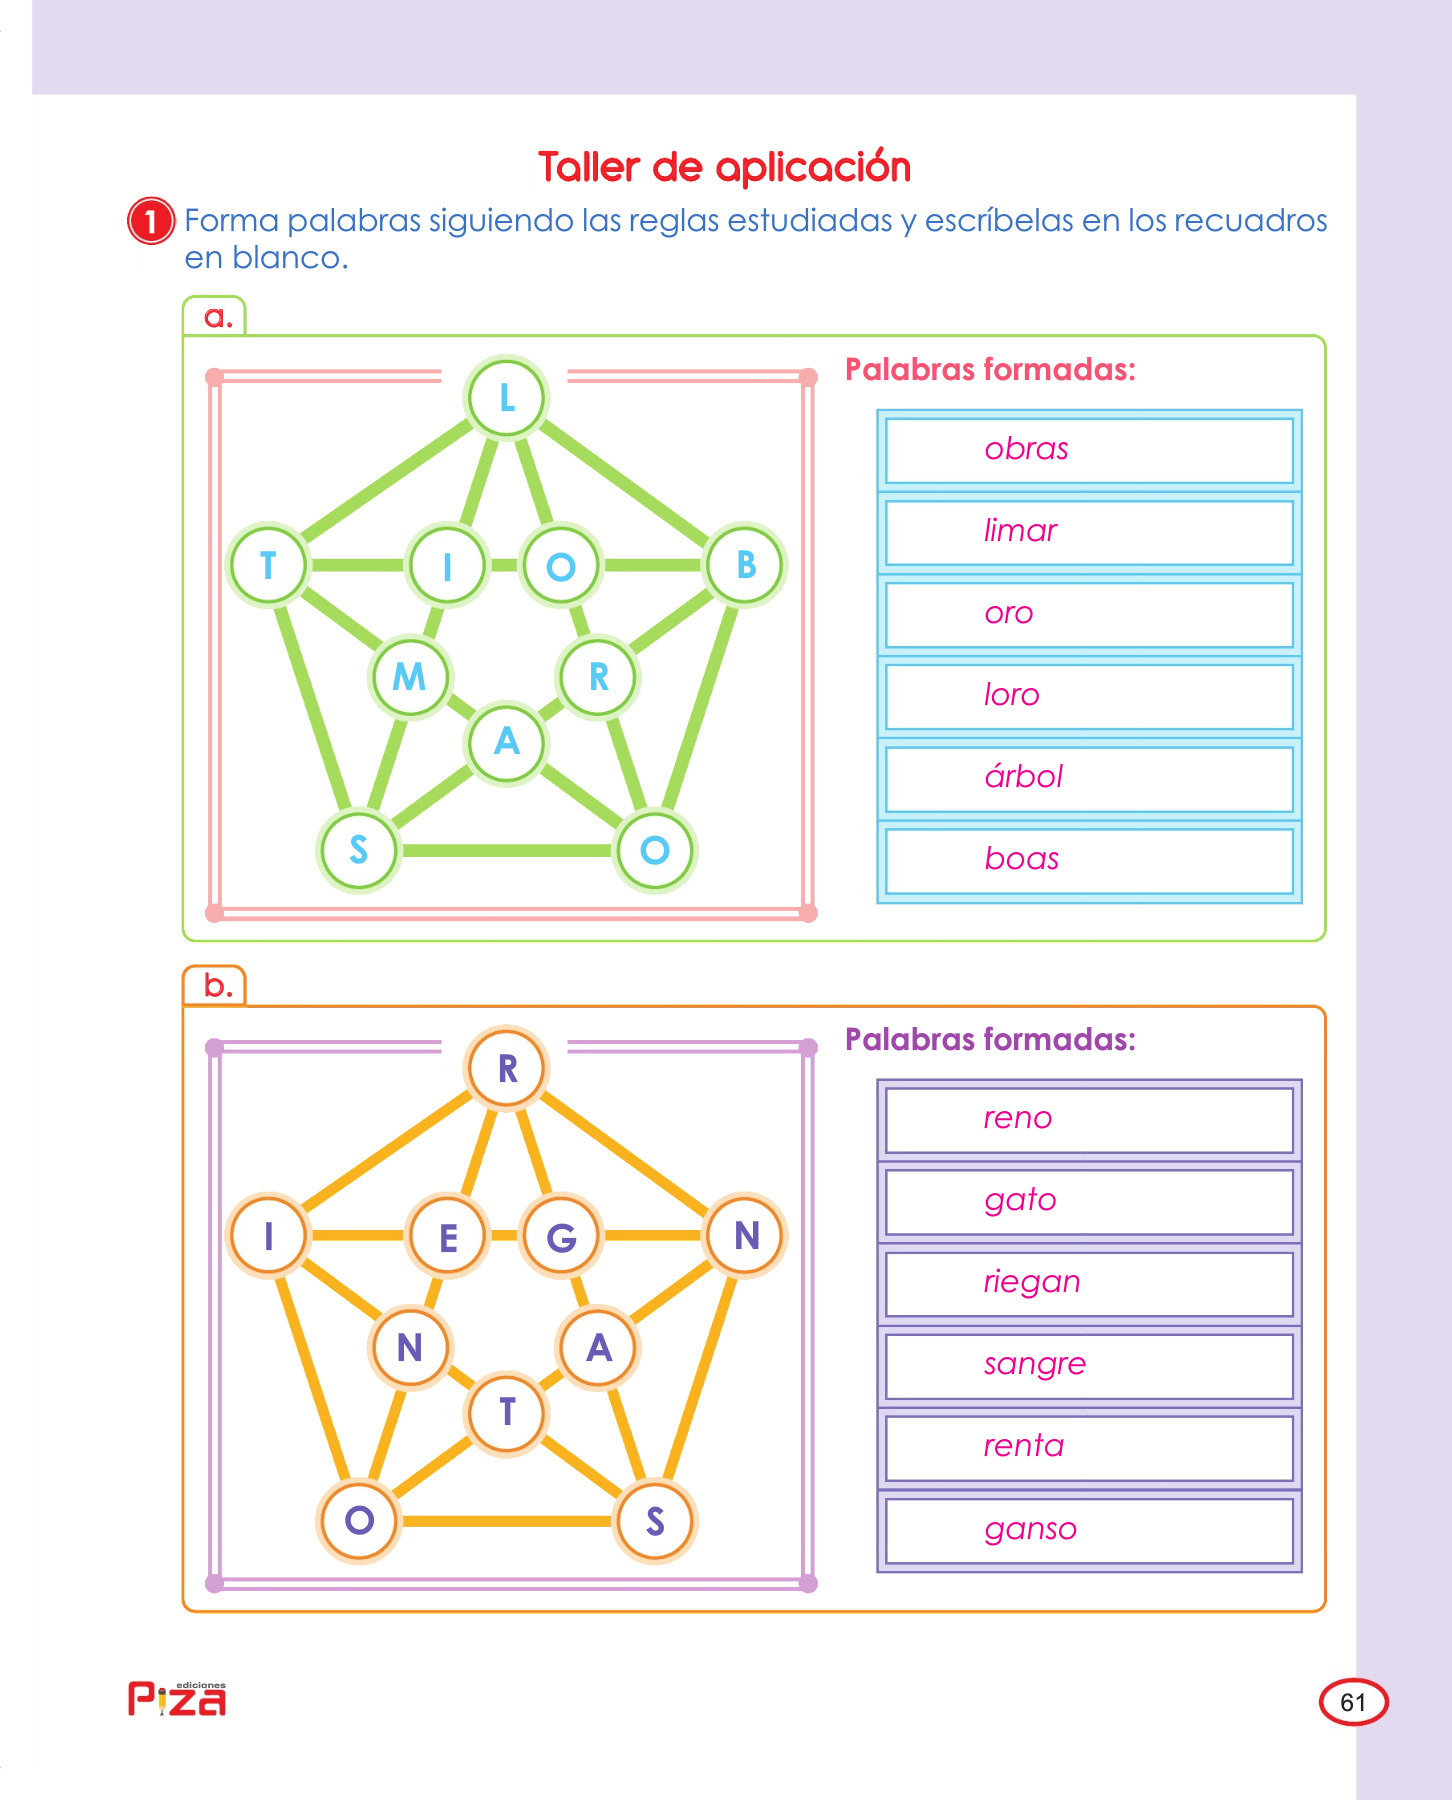 Taller de aplicación
1 Forma palabras siguiendo las reglas estudiadas y escríbelas en los recuadros
en blanco.
a.
Palabras formadas:
L
T I O B
M R
A
S O
obras
limar
oro
loro
árbol
boas
b.
Palabras formadas:
R
I E G N
N A
T
O S
reno
gato
riegan
sangre
renta
ganso
ediciones
Piza
61